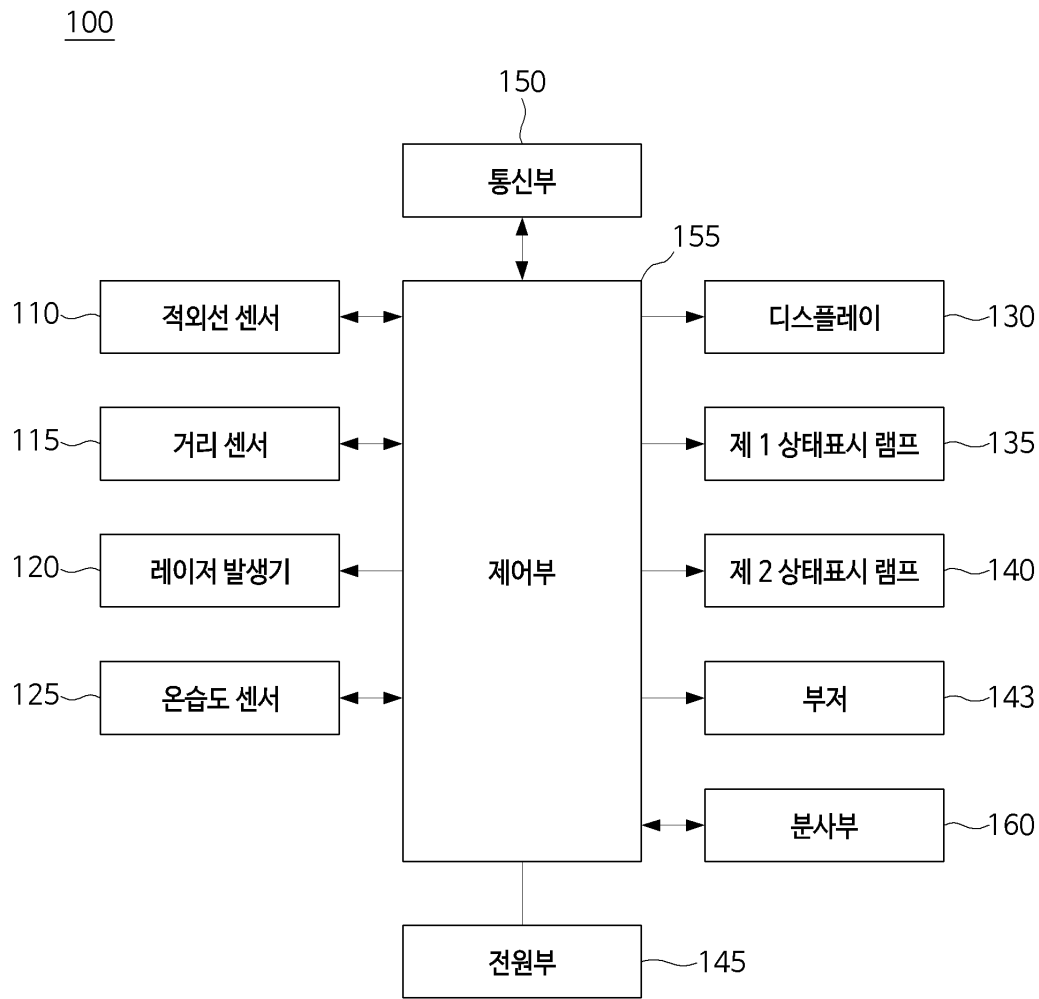 100
150
통신부
155
110
적외선 센서
디스플레이
130
115
거리 센서
제 1 상태표시 램프
135
120
레이저 발생기
제어부
제 2 상태표시 램프
140
125
온습도 센서
부저
143
분사부
160
전원부
145